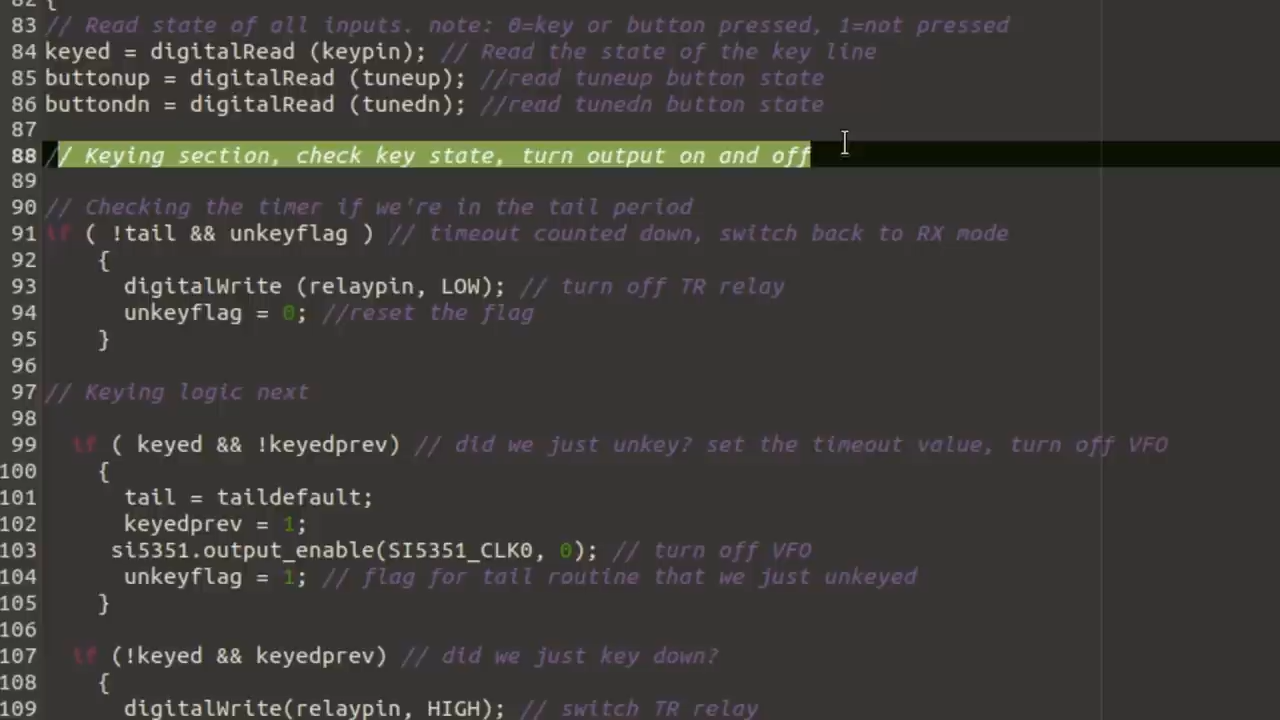 82 {
83 // Read state of all inputs. note: 0=key or button pressed, 1=not pressed
84 keyed = digitalRead (keypin); // Read the state of the key line
85 buttonup = digitalRead (tuneup); //read tuneup button state
86 buttondn = digitalRead (tunedn); //read tunedn button state
87
88 // Keying section, check key state, turn output on and off
89
90 // Checking the timer if we're in the tail period
91 if ( !tail && unkeyflag ) // timeout counted down, switch back to RX mode
92 {
93 digitalWrite (relaypin, LOW); // turn off TR relay
94 unkeyflag = 0; //reset the flag
95 }
96
97 // Keying logic next
98
99 if ( keyed && !keyedprev) // did we just unkey? set the timeout value, turn off VFO
100 {
101 tail = taildefault;
102 keyedprev = 1;
103 si5351.output_enable(SI5351_CLK0, 0); // turn off VFO
104 unkeyflag = 1; // flag for tail routine that we just unkeyed
105 }
106
107 if (!keyed && keyedprev) // did we just key down?
108 {
109 digitalWrite(relaypin, HIGH); // switch TR relay